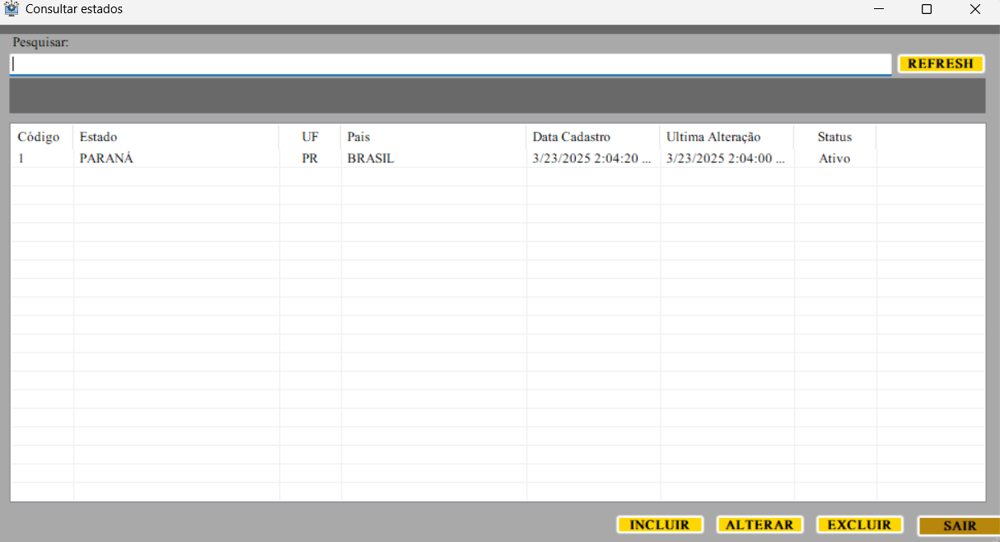 Consultar estados
Pesquisar:
REFRESH
Código Estado UF País Data Cadastro Ultima Alteração Status
1 PARANÁ PR BRASIL 3/23/2025 2:04:20 ... 3/23/2025 2:04:00 ... Ativo
INCLUIR ALTERAR EXCLUIR SAIR